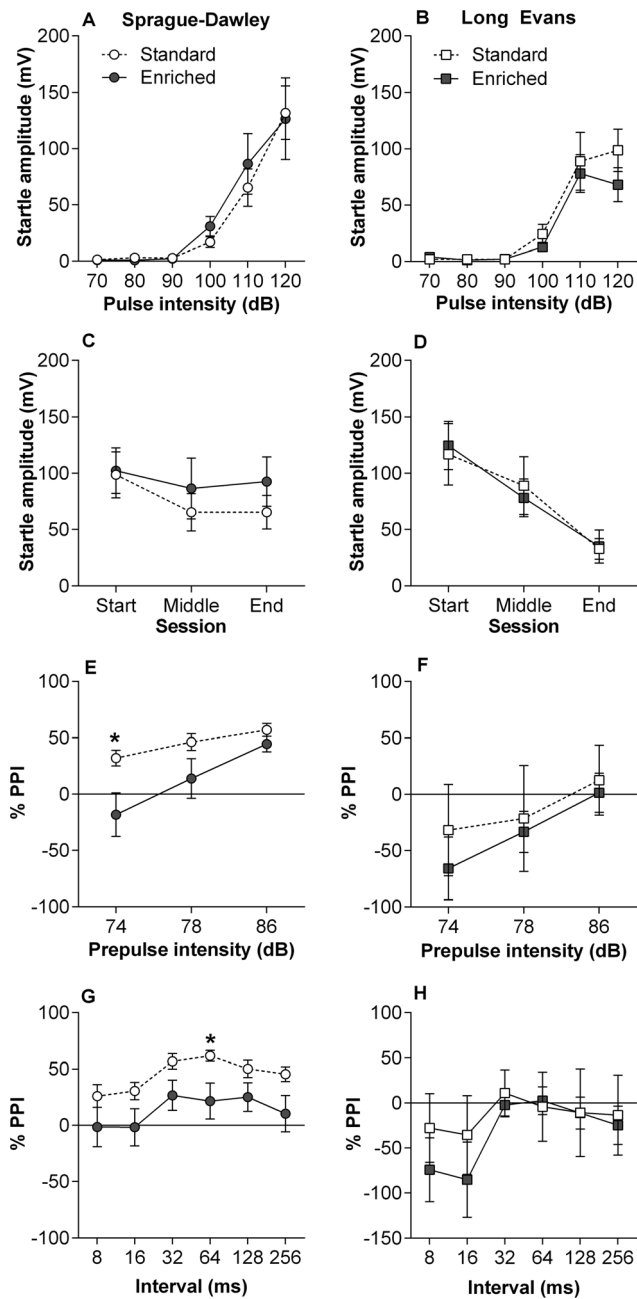 A Sprague-Dawley
Standard
Enriched
Startle amplitude (mV)
200
150
100
50
0
70 80 90 100 110 120
Pulse intensity (dB)
B Long Evans
Standard
Enriched
Startle amplitude (mV)
200
150
100
50
0
70 80 90 100 110 120
Pulse intensity (dB)
C
Startle amplitude (mV)
200
150
100
50
0
Start Middle End
Session
D
Startle amplitude (mV)
200
150
100
50
0
Start Middle End
Session
E
% PPI
100
50
0
-50
-100
*
74 78 86
Prepulse intensity (dB)
F
% PPI
100
50
0
-50
-100
74 78 86
Prepulse intensity (dB)
G
% PPI
100
50
0
-50
-100
*
8 16 32 64 128 256
Interval (ms)
H
% PPI
100
50
0
-50
-100
-150
8 16 32 64 128 256
Interval (ms)